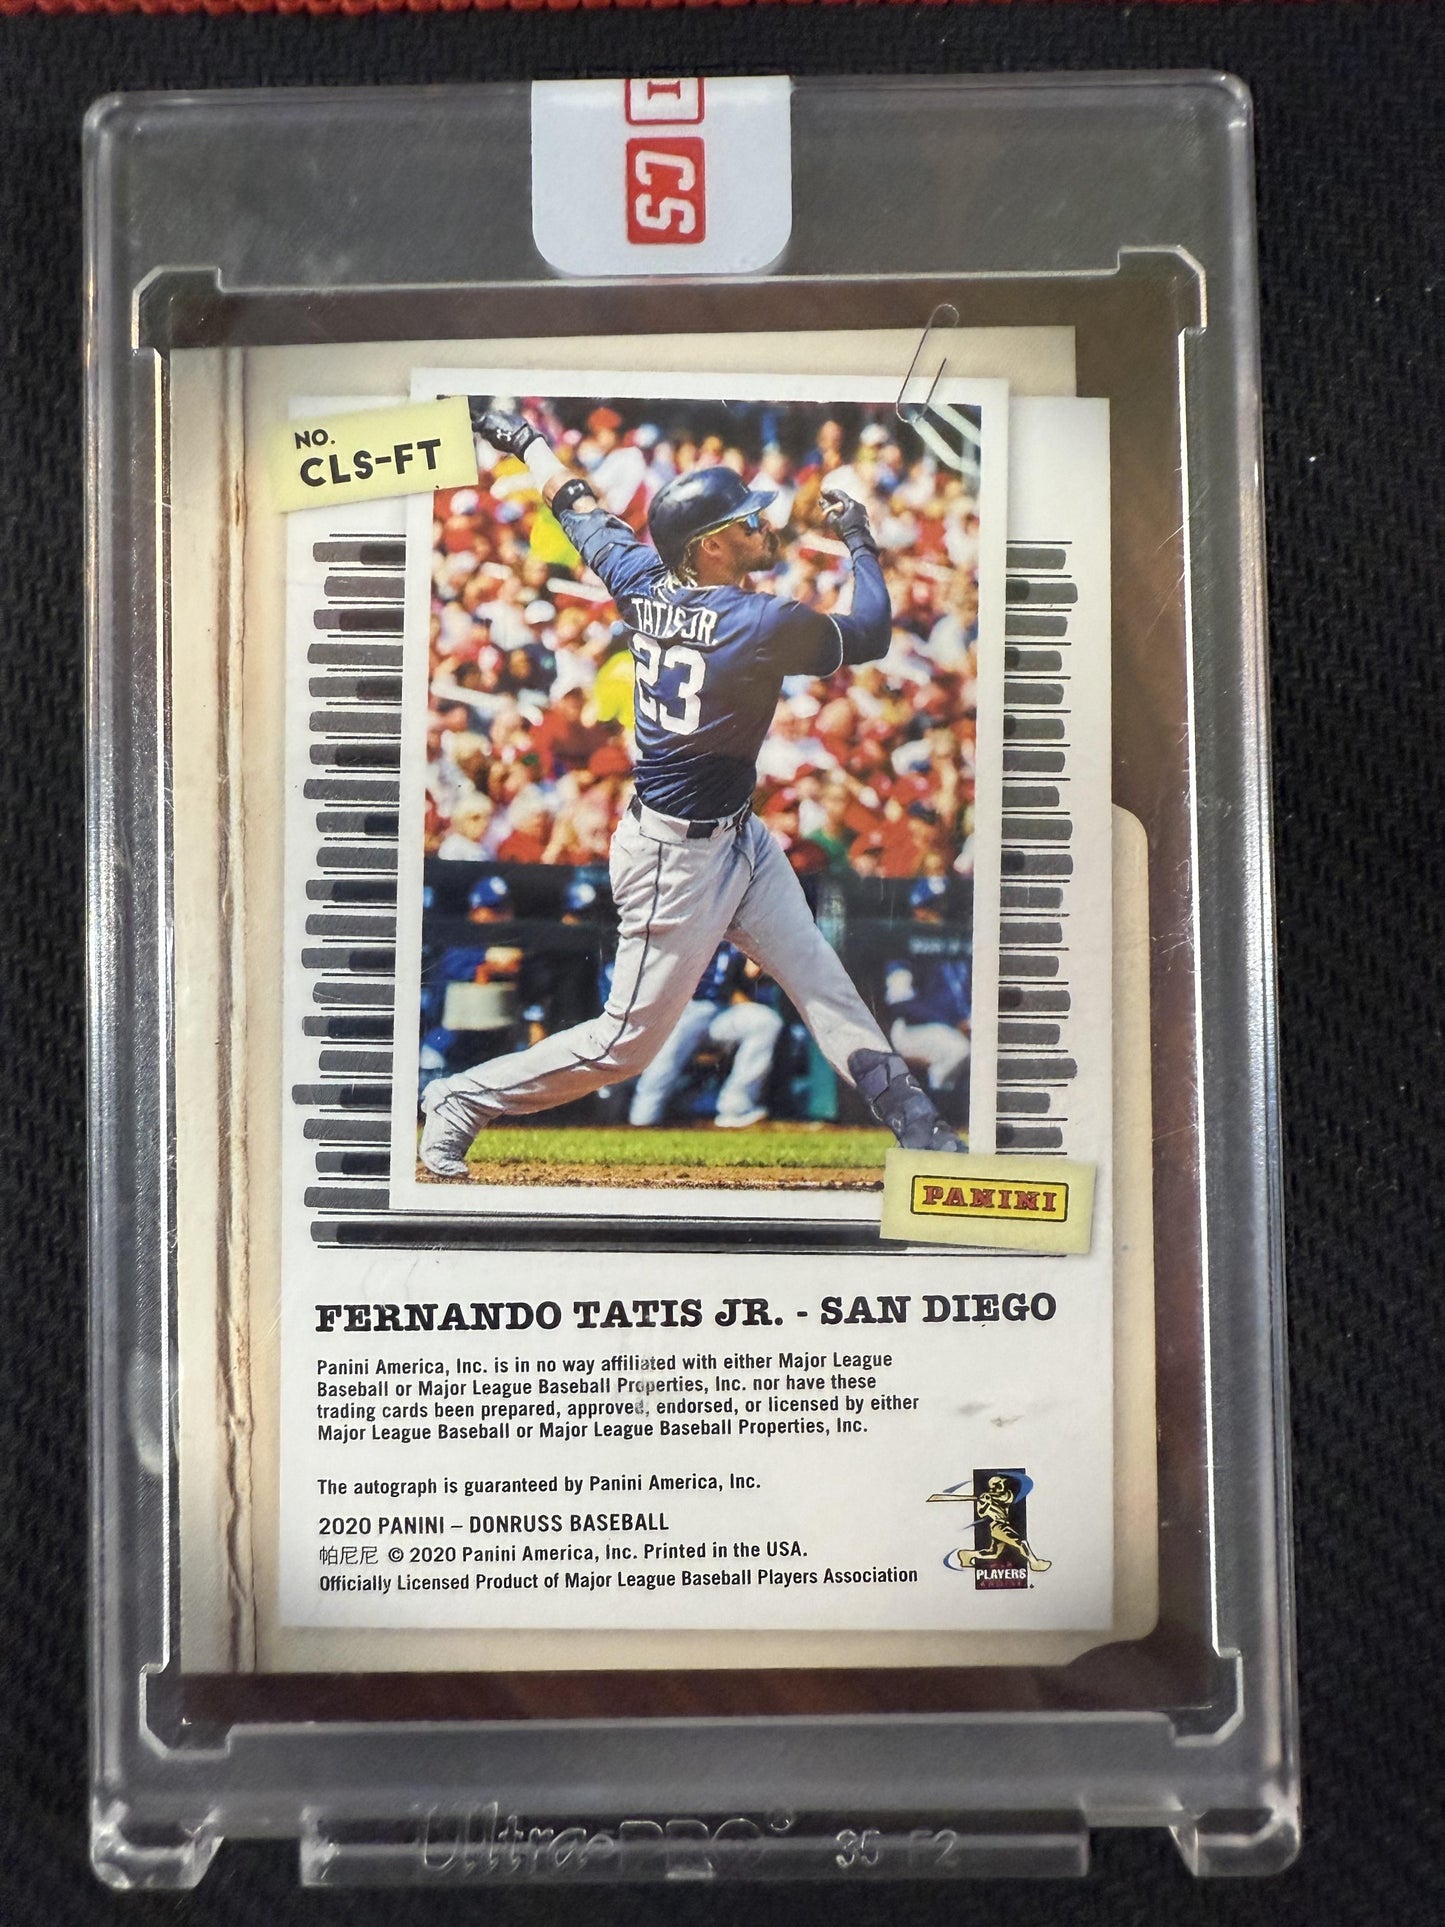 I
CS
NO.
CLS-FT
TATIS JR.
23
PANINI
FERNANDO TATIS JR. - SAN DIEGO
Panini America, Inc. is in no way affiliated with either Major League
Baseball or Major League Baseball Properties, Inc. nor have these
trading cards been prepared, approved, endorsed, or licensed by either
Major League Baseball or Major League Baseball Properties, Inc.
The autograph is guaranteed by Panini America, Inc.
2020 PANINI – DONRUSS BASEBALL
帕尼尼 © 2020 Panini America, Inc. Printed in the USA.
Officially Licensed Product of Major League Baseball Players Association
PLAYERS
Ultra·PRO® 35 F2